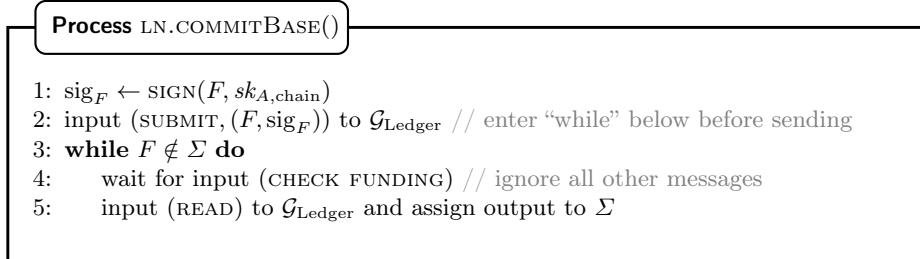 Process LN.COMMITBASE()
1: sig_F ← SIGN(F, sk_{A,chain})
2: input (SUBMIT, (F, sig_F)) to 𝒢_Ledger // enter “while” below before sending
3: while F ∉ Σ do
4: wait for input (CHECK FUNDING) // ignore all other messages
5: input (READ) to 𝒢_Ledger and assign output to Σ